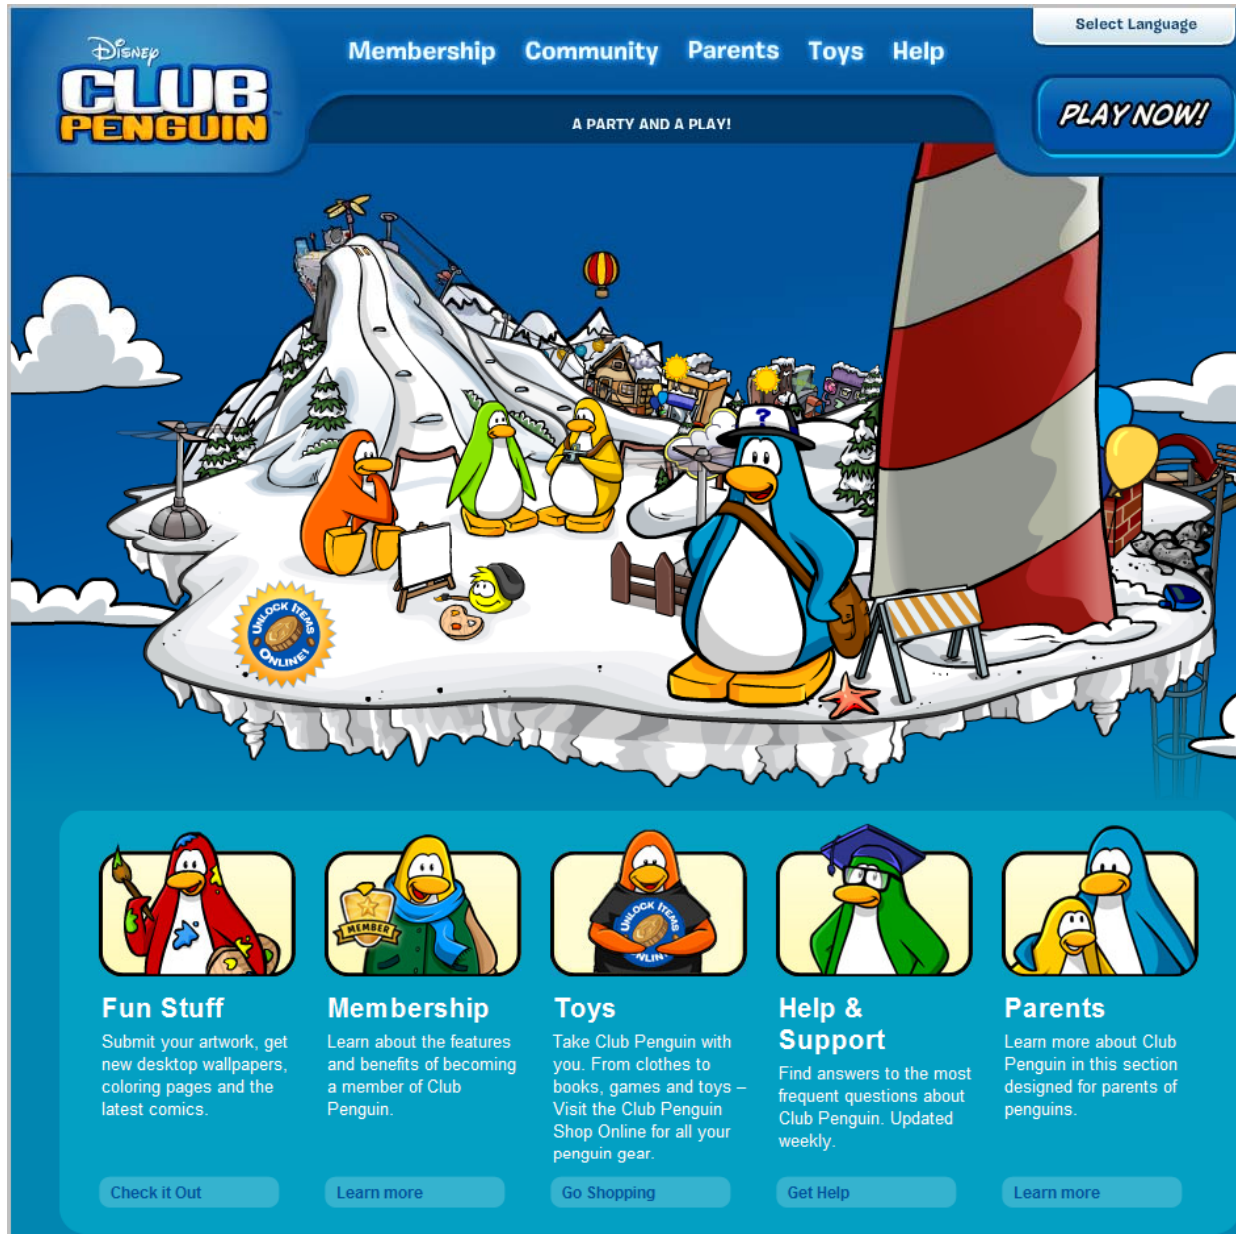 Select Language
Disney
CLUB
PENGUIN
Membership Community Parents Toys Help
A PARTY AND A PLAY!
PLAY NOW!
?
UNLOCK ITEMS
ONLINE!
MEMBER
UNLOCK ITEMS
ONLIN
Fun Stuff
Submit your artwork, get
new desktop wallpapers,
coloring pages and the
latest comics.
Check it Out
Membership
Learn about the features
and benefits of becoming
a member of Club
Penguin.
Learn more
Toys
Take Club Penguin with
you. From clothes to
books, games and toys –
Visit the Club Penguin
Shop Online for all your
penguin gear.
Go Shopping
Help &
Support
Find answers to the most
frequent questions about
Club Penguin. Updated
weekly.
Get Help
Parents
Learn more about Club
Penguin in this section
designed for parents of
penguins.
Learn more